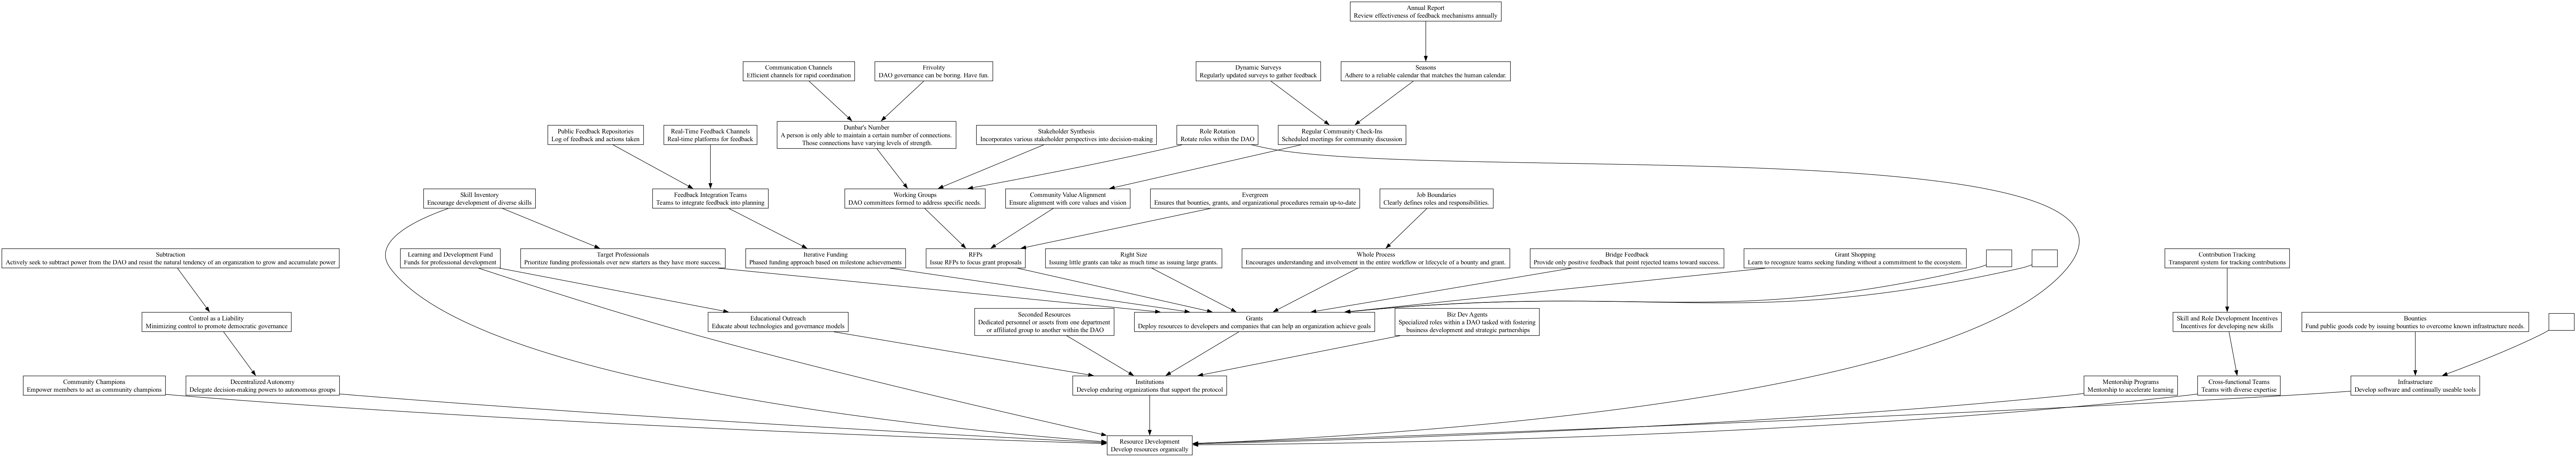 Annual Report
Review effectiveness of feedback mechanisms annually
Communication Channels
Efficient channels for rapid coordination
Frivolity
DAO governance can be boring. Have fun.
Dynamic Surveys
Regularly updated surveys to gather feedback
Seasons
Adhere to a reliable calendar that matches the human calendar.
Public Feedback Repositories
Log of feedback and actions taken
Real-Time Feedback Channels
Real-time platforms for feedback
Dunbar's Number
A person is only able to maintain a certain number of connections.
Those connections have varying levels of strength.
Stakeholder Synthesis
Incorporates various stakeholder perspectives into decision-making
Role Rotation
Rotate roles within the DAO
Regular Community Check-Ins
Scheduled meetings for community discussion
Skill Inventory
Encourage development of diverse skills
Feedback Integration Teams
Teams to integrate feedback into planning
Working Groups
DAO committees formed to address specific needs.
Community Value Alignment
Ensure alignment with core values and vision
Evergreen
Ensures that bounties, grants, and organizational procedures remain up-to-date
Job Boundaries
Clearly defines roles and responsibilities.
Subtraction
Actively seek to subtract power from the DAO and resist the natural tendency of an organization to grow and accumulate power
Learning and Development Fund
Funds for professional development
Target Professionals
Prioritize funding professionals over new starters as they have more success.
Iterative Funding
Phased funding approach based on milestone achievements
RFPs
Issue RFPs to focus grant proposals
Right Size
Issuing little grants can take as much time as issuing large grants.
Whole Process
Encourages understanding and involvement in the entire workflow or lifecycle of a bounty and grant.
Bridge Feedback
Provide only positive feedback that point rejected teams toward success.
Grant Shopping
Learn to recognize teams seeking funding without a commitment to the ecosystem.
Contribution Tracking
Transparent system for tracking contributions
Control as a Liability
Minimizing control to promote democratic governance
Educational Outreach
Educate about technologies and governance models
Seconded Resources
Dedicated personnel or assets from one department
or affiliated group to another within the DAO
Grants
Deploy resources to developers and companies that can help an organization achieve goals
Biz Dev Agents
Specialized roles within a DAO tasked with fostering
business development and strategic partnerships
Skill and Role Development Incentives
Incentives for developing new skills
Bounties
Fund public goods code by issuing bounties to overcome known infrastructure needs.
Community Champions
Empower members to act as community champions
Decentralized Autonomy
Delegate decision-making powers to autonomous groups
Institutions
Develop enduring organizations that support the protocol
Mentorship Programs
Mentorship to accelerate learning
Cross-functional Teams
Teams with diverse expertise
Infrastructure
Develop software and continually useable tools
Resource Development
Develop resources organically